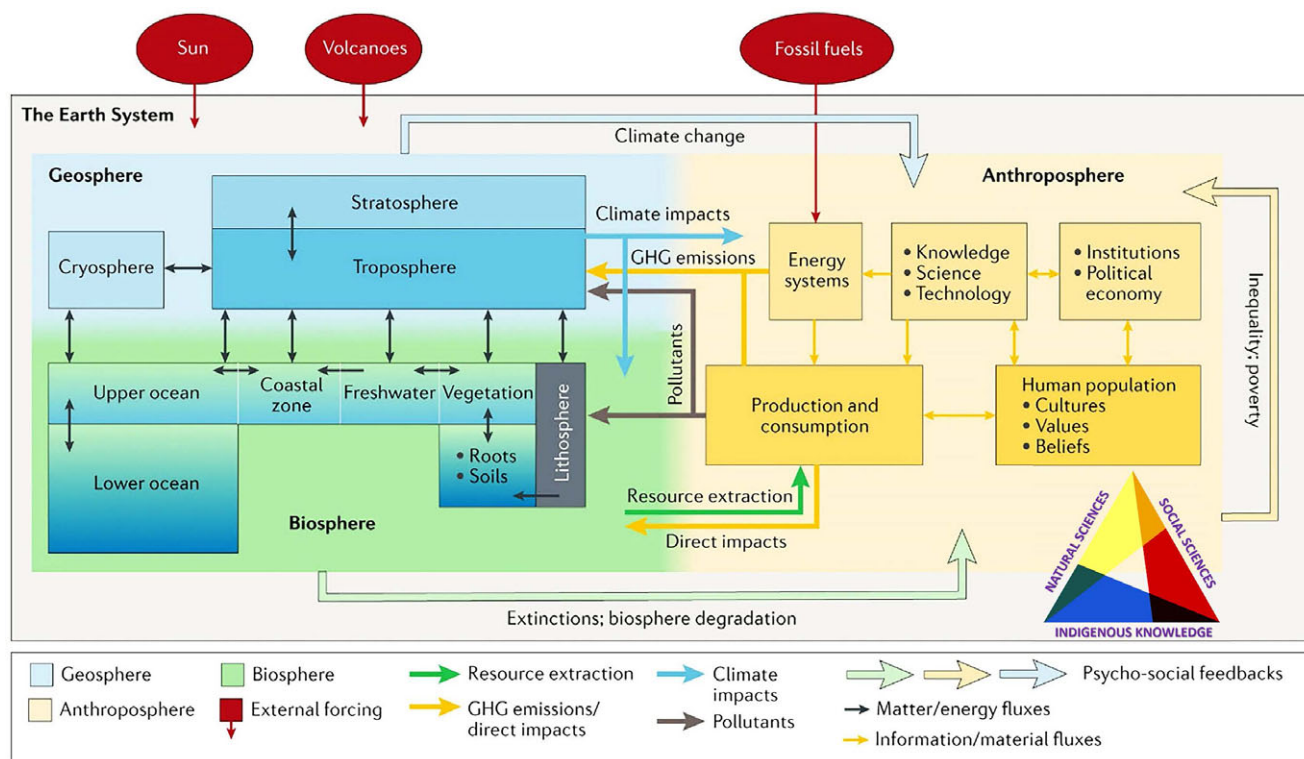 Sun
Volcanoes
Fossil fuels
The Earth System
Climate change
Geosphere
Anthroposphere
Stratosphere
Climate impacts
Cryosphere
Troposphere
GHG emissions
Energy
systems
• Knowledge
• Science
• Technology
• Institutions
• Political
economy
Inequality; poverty
Pollutants
Upper ocean
Coastal
zone
Freshwater
Vegetation
Lithosphere
Production and
consumption
Human population
• Cultures
• Values
• Beliefs
Lower ocean
• Roots
• Soils
Biosphere
Resource extraction
Direct impacts
NATURAL SCIENCES
SOCIAL SCIENCES
INDIGENOUS KNOWLEDGE
Extinctions; biosphere degradation
Geosphere
Biosphere
Resource extraction
Climate
impacts
Psycho-social feedbacks
Anthroposphere
External forcing
GHG emissions/
direct impacts
Pollutants
Matter/energy fluxes
Information/material fluxes